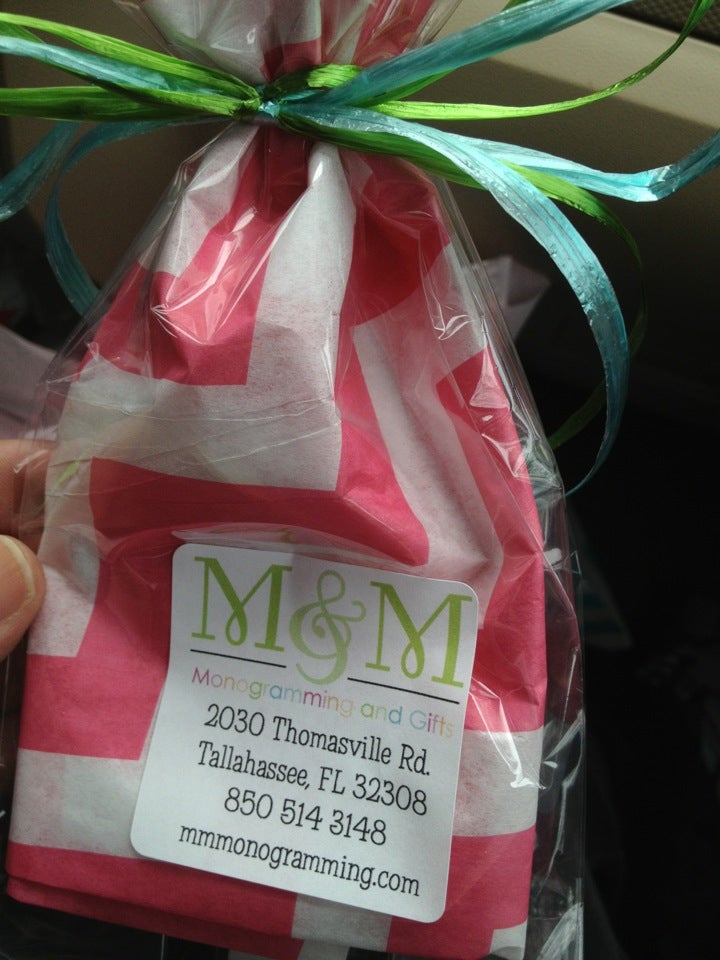 M&M
Monogramming and Gifts
2030 Thomasville Rd.
Tallahassee, FL 32308
850 514 3148
mmmonogramming.com